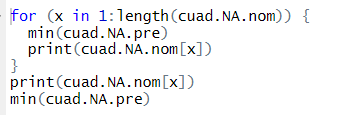 for (x in 1:length(cuad.NA.nom)) {
  min(cuad.NA.pre)
  print(cuad.NA.nom[x])
}
print(cuad.NA.nom[x])
min(cuad.NA.pre)